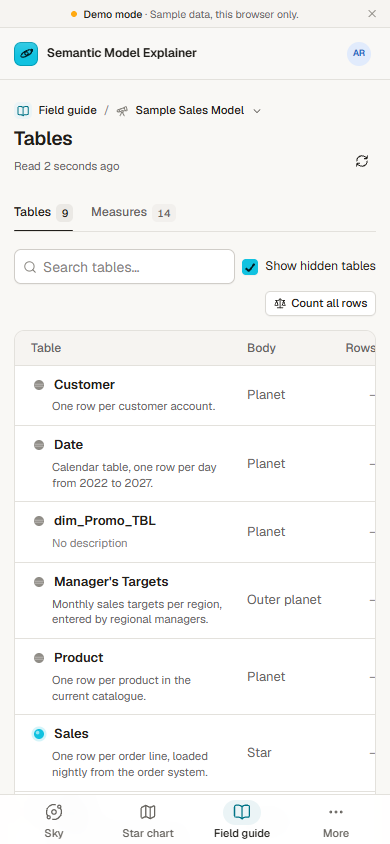 Demo mode · Sample data, this browser only.
Semantic Model Explainer
AR
Field guide / Sample Sales Model
Tables
Read 2 seconds ago
Tables 9 Measures 14
Search tables...
Show hidden tables
Count all rows
Table Body Rows
Customer
One row per customer account.
Planet
Date
Calendar table, one row per day
from 2022 to 2027.
Planet
dim_Promo_TBL
No description
Planet
Manager's Targets
Monthly sales targets per region,
entered by regional managers.
Outer planet
Product
One row per product in the
current catalogue.
Planet
Sales
One row per order line, loaded
nightly from the order system.
Star
Sky Star chart Field guide More